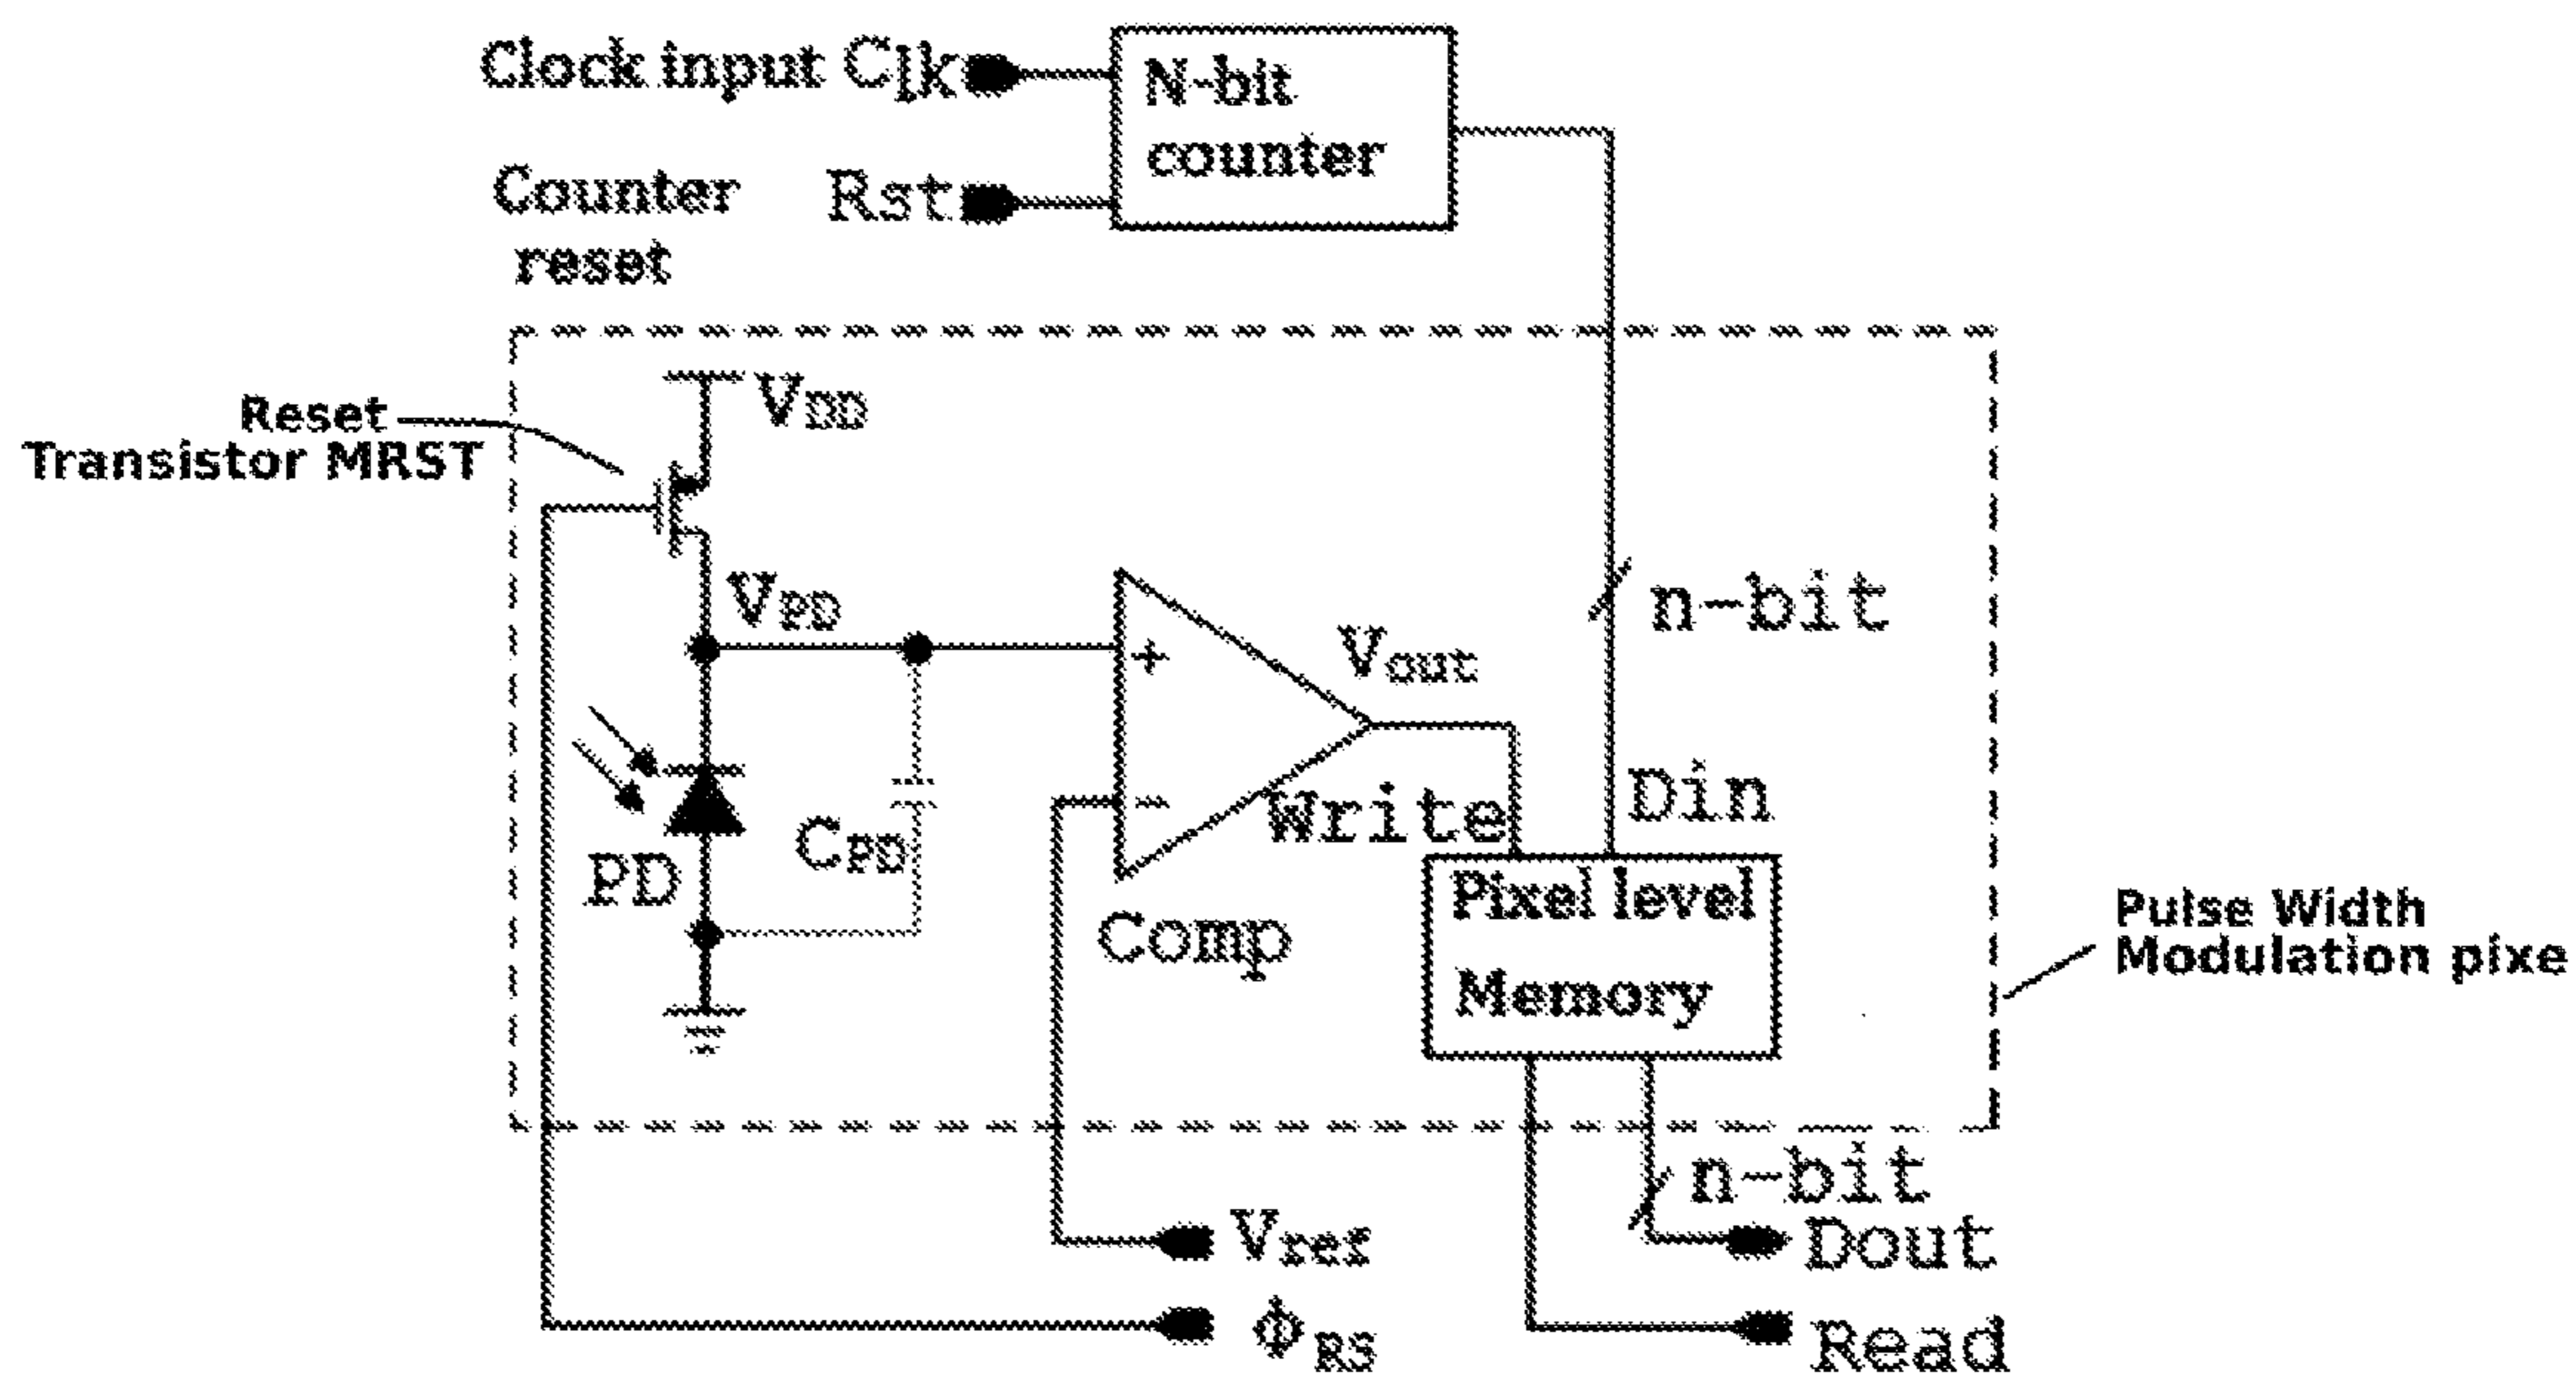 Clock input Clk
N-bit
counter
Counter Rst
reset
Reset
Transistor MRST
VDD
VPD
n-bit
+
Vout
-
Write
Din
PD
CPD
Comp
Pixel level
Memory
Pulse Width
Modulation pixe
n-bit
Vref
Dout
ΦRS
Read